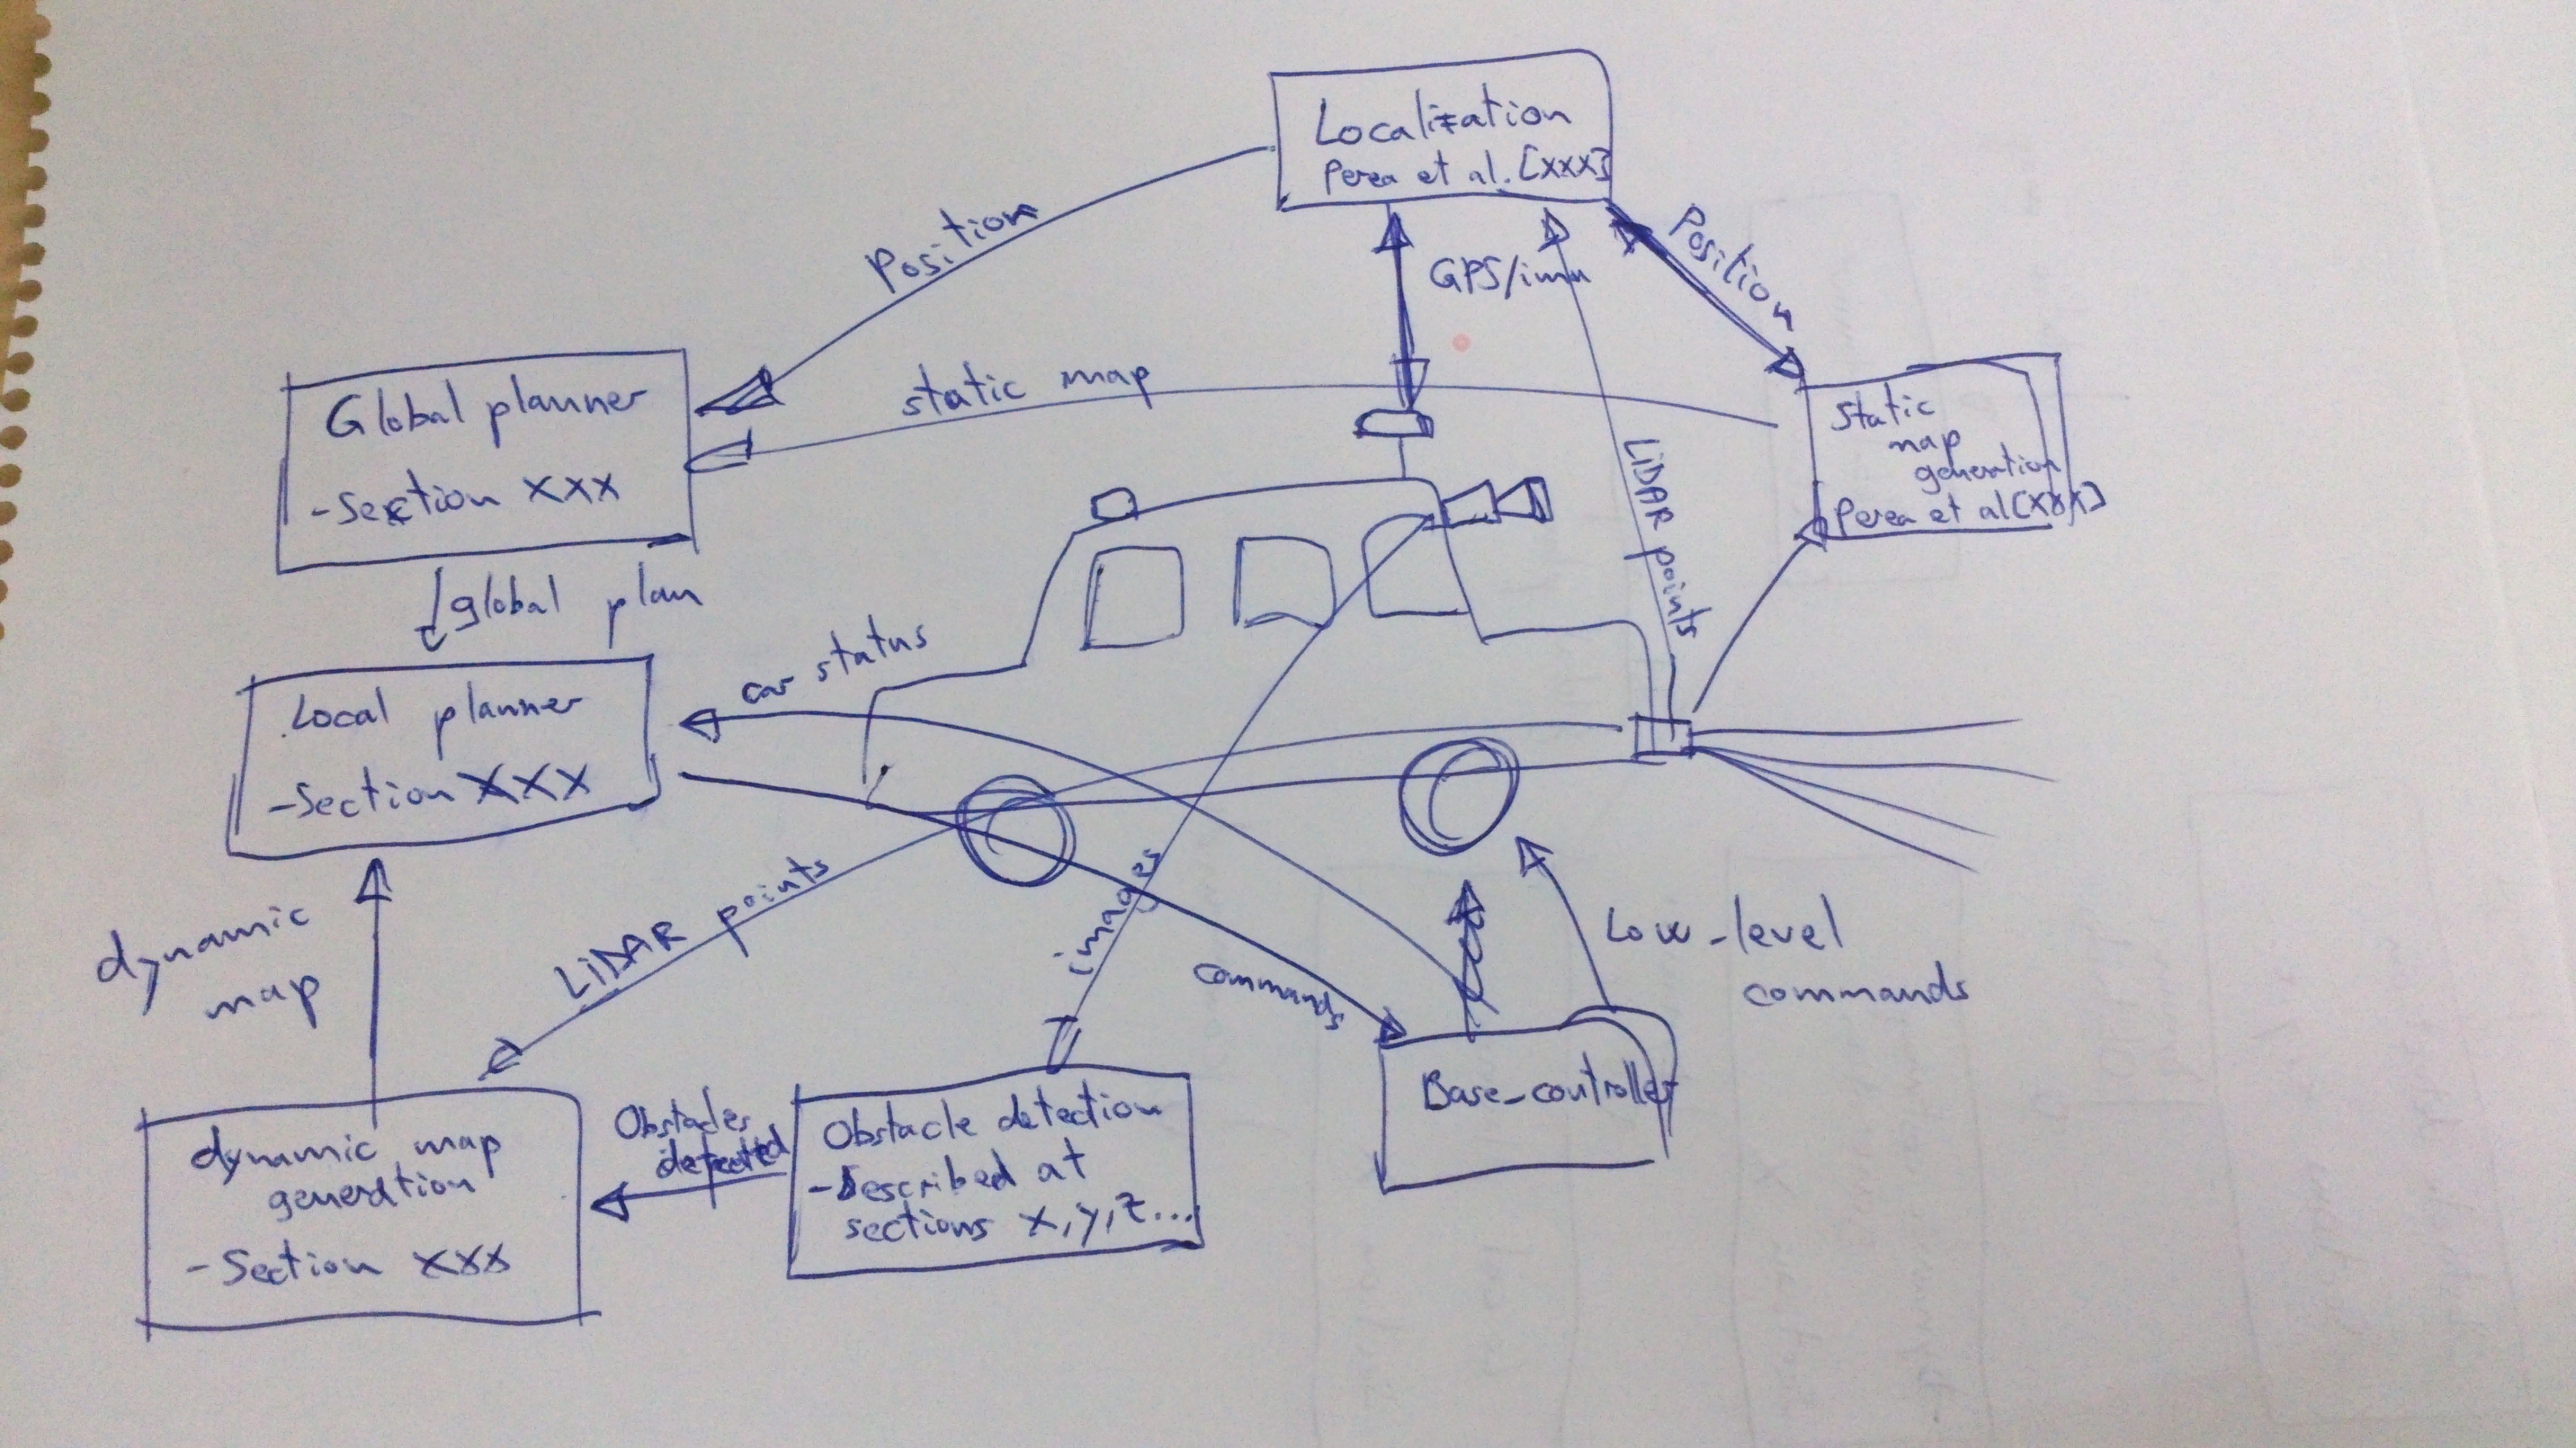 Localization
Perea et al. [xxx]
Position
GPS/imu
Position
static map
Global planner
-Section XXX
Static
map
generation
Perea et al [XXX]
LiDAR points
global plan
car status
Local planner
-Section XXX
LiDAR points
images
dynamic
map
commands
Low-level
commands
Base-controller
dynamic map
generation
- Section xxx
Obstacles
detected
Obstacle detection
-Described at
sections x,y,z...